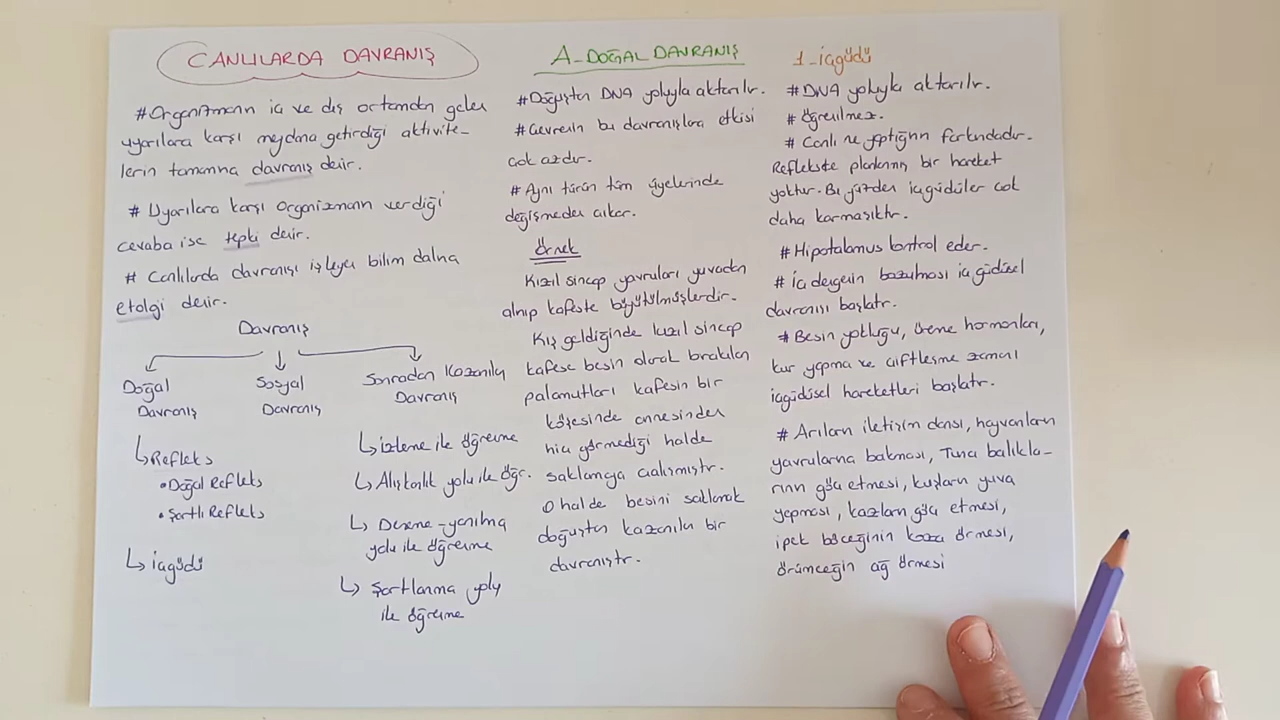 CANLILARDA DAVRANIŞ
#Organizmanın iç ve dış ortamdan gelen
uyarılara karşı meydana getirdiği aktivite-
lerin tamamına davranış denir.
# Uyarılara karşı organizmanın verdiği
cevaba ise tepki denir.
# Canlılarda davranışı işleyen bilim dalına
etoloji denir.
Davranış
Doğal Davranış
Sosyal Davranış
Sonradan Kazanılan Davranış
↳Refleks
•Doğal Refleks
•Şartlı Refleks
↳İçgüdü
↳İzleme ile öğrenme
↳Alışkanlık yolu ile öğr.
↳ Deneme-yanılma
yolu ile öğrenme
↳ Şartlanma yolu
ile öğrenme
A-DOĞAL DAVRANIŞ
#Doğuştan DNA yoluyla aktarılır.
#Çevrenin bu davranışlara etkisi
çok azdır.
# Aynı türün tüm üyelerinde
değişmeden çıkar.
Örnek
Kızıl sincap yavruları yuvadan
alınıp kafeste büyütülmüşlerdir.
Kış geldiğinde kızıl sincap
kafese besin olarak bırakılan
palamutları kafesin bir
köşesinde annesinden
hiç görmediği halde
saklamaya çalışmıştır.
O halde besini saklamak
doğuştan kazanılan bir
davranıştır.
1-İçgüdü
#DNA yoluyla aktarılır.
# Öğrenilmez.
# Canlı ne yaptığının farkındadır.
Reflekste planlanmış bir hareket
yoktur. Bu yüzden içgüdüler çok
daha karmaşıktır.
#Hipotalamus kontrol eder.
# İç dengenin bozulması içgüdüsel
davranışı başlatır.
#Besin yokluğu, üreme hormonları,
kur yapma ve çiftleşme zamanı
içgüdüsel hareketleri başlatır.
# Arıların iletişim dansı, hayvanların
yavrularına bakması, Tuna balıkla-
rının göç etmesi, kuşların yuva
yapması, kazların göç etmesi,
ipek böceğinin koza örmesi,
örümceğin ağ örmesi